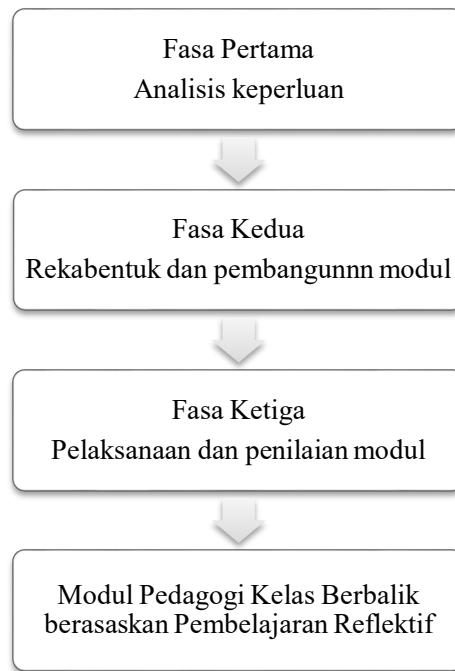 Fasa Pertama
Analisis keperluan
Fasa Kedua
Rekabentuk dan pembangunnn modul
Fasa Ketiga
Pelaksanaan dan penilaian modul
Modul Pedagogi Kelas Berbalik
berasaskan Pembelajaran Reflektif